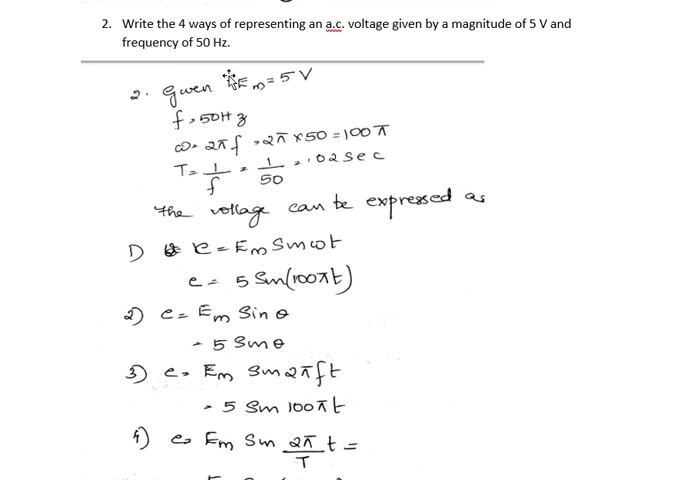 2. Write the 4 ways of representing an a.c. voltage given by a magnitude of 5 V and
frequency of 50 Hz.
2. Given Em = 5 V
f = 50 Hz
ω = 2πf = 2π × 50 = 100π
T = 1/f = 1/50 = .02 sec
the voltage can be expressed as
1) e = Em Sin ωt
e = 5 Sin(100πt)
2) e = Em Sin θ
= 5 Sin θ
3) e = Em Sin 2πft
= 5 Sin 100πt
4) e = Em Sin 2π/T t =